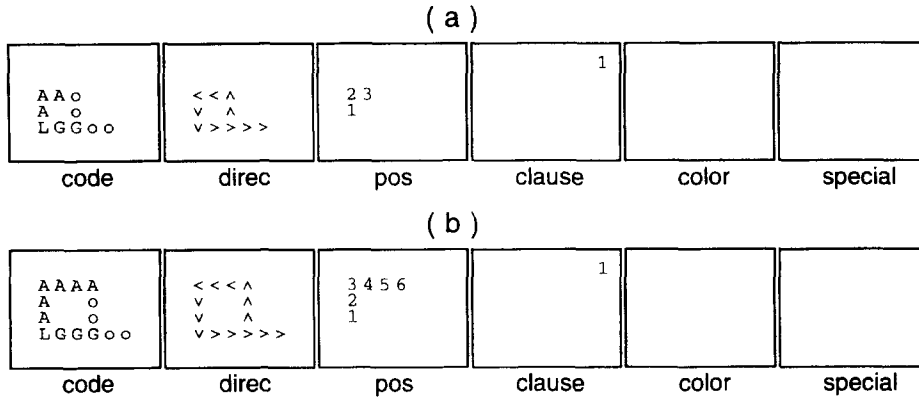 ( a )
1
A A o < < ^ 2 3
A o v ^ 1
L G G o o v > > > >
code direc pos clause color special
( b )
1
A A A A < < < ^ 3 4 5 6
A o v ^ 2
A o v ^ 1
L G G G o o v > > > > >
code direc pos clause color special